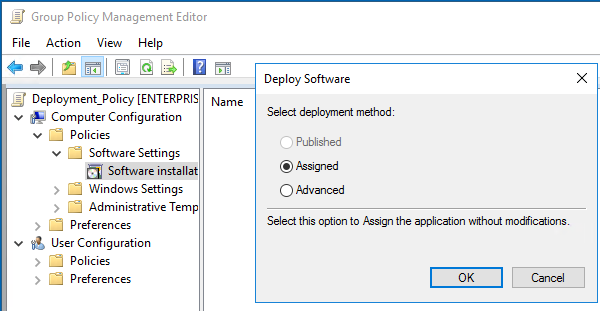 Group Policy Management Editor
File Action View Help
Deployment_Policy [ENTERPRIS
Computer Configuration
Policies
Software Settings
Software installat
Windows Settings
Administrative Temp
Preferences
User Configuration
Policies
Preferences
Name
Deploy Software
Select deployment method:
Published
Assigned
Advanced
Select this option to Assign the application without modifications.
OK Cancel